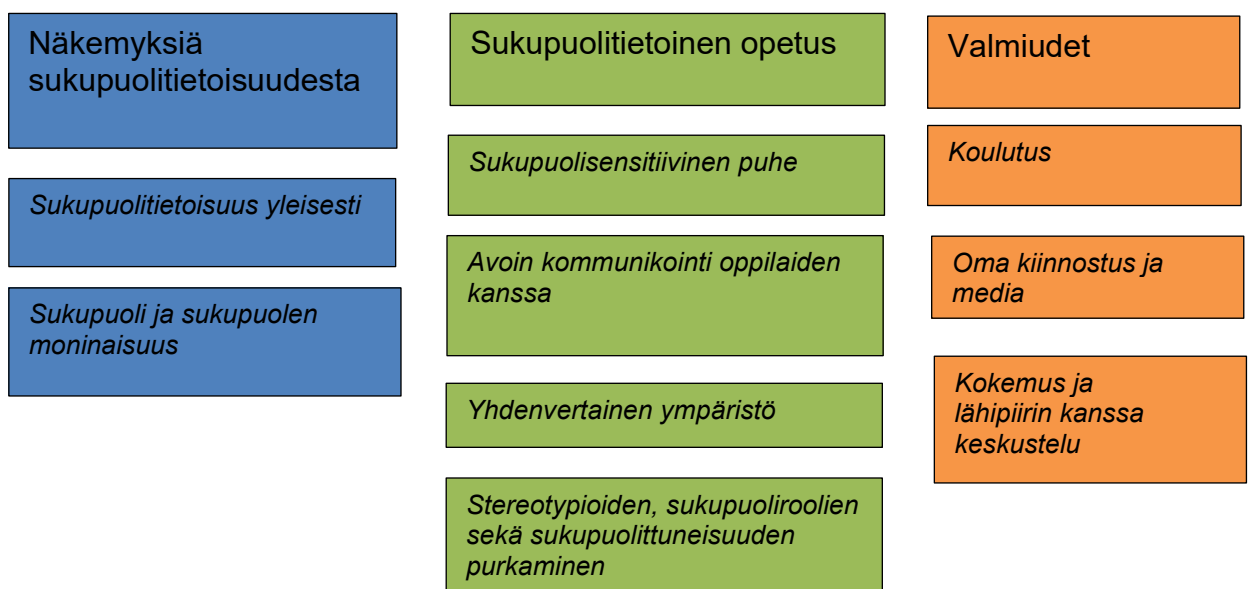 Näkemyksiä
sukupuolitietoisuudesta
Sukupuolitietoisuus yleisesti
Sukupuoli ja sukupuolen
moninaisuus
Sukupuolitietoinen opetus
Sukupuolisensitiivinen puhe
Avoin kommunikointi oppilaiden
kanssa
Yhdenvertainen ympäristö
Stereotypioiden, sukupuoliroolien
sekä sukupuolittuneisuuden
purkaminen
Valmiudet
Koulutus
Oma kiinnostus ja
media
Kokemus ja
lähipiirin kanssa
keskustelu